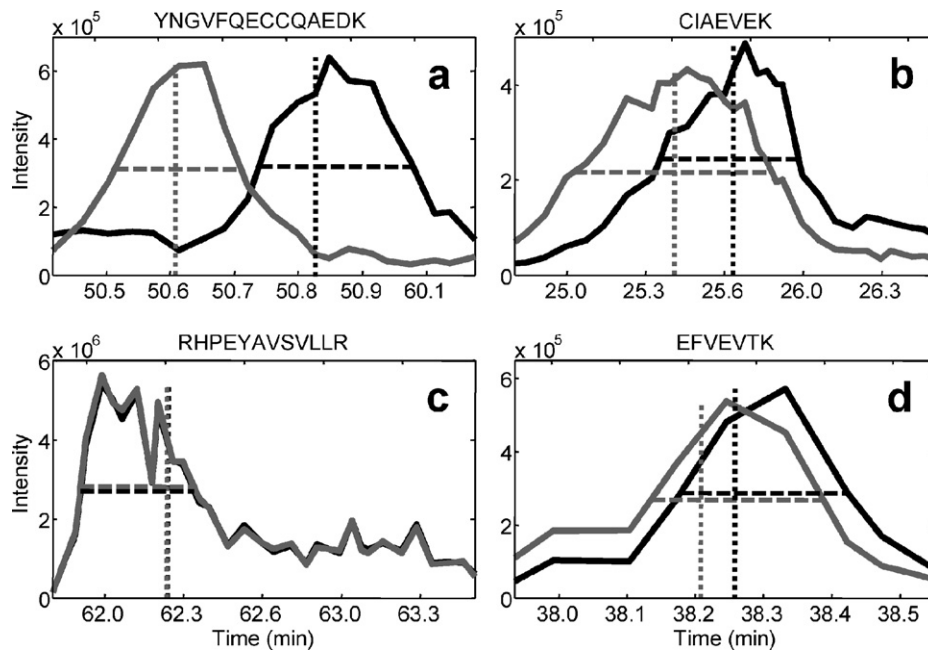 YNGVFQECCQAEDK
x 10^5
a
Intensity
6
4
2
0
50.5 50.6 50.7 50.8 50.9 60.1
CIAEVEK
x 10^5
b
4
2
0
25.0 25.3 25.6 26.0 26.3
RHPEYAVSVLLR
x 10^6
c
Intensity
6
4
2
0
62.0 62.3 62.6 63.0 63.3
Time (min)
EFVEVTK
x 10^5
d
6
4
2
0
38.0 38.1 38.2 38.3 38.4 38.5
Time (min)